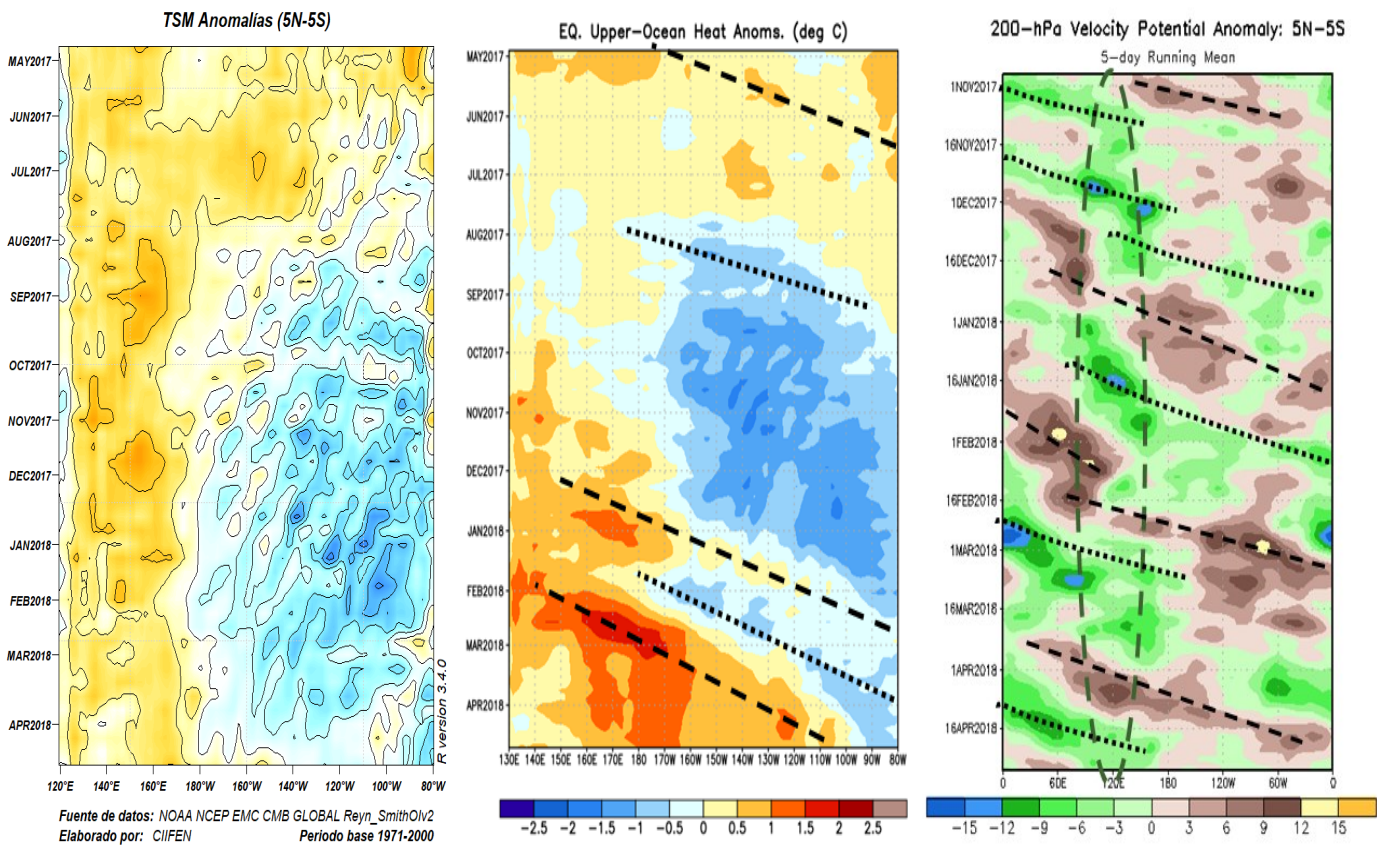 TSM Anomalías (5N-5S)
MAY2017
JUN2017
JUL2017
AUG2017
SEP2017
OCT2017
NOV2017
DEC2017
JAN2018
FEB2018
MAR2018
APR2018
120°E 140°E 160°E 180°W 160°W 140°W 120°W 100°W 80°W
R version 3.4.0
Fuente de datos: NOAA NCEP EMC CMB GLOBAL Reyn_SmithOIv2
Elaborado por: CIIFEN Periodo base 1971-2000
EQ. Upper-Ocean Heat Anoms. (deg C)
MAY2017
JUN2017
JUL2017
AUG2017
SEP2017
OCT2017
NOV2017
DEC2017
JAN2018
FEB2018
MAR2018
APR2018
130E 140E 150E 160E 170E 180 170W 160W 150W 140W 130W 120W 110W 100W 90W 80W
-2.5 -2 -1.5 -1 -0.5 0 0.5 1 1.5 2 2.5
200-hPa Velocity Potential Anomaly: 5N-5S
5-day Running Mean
1NOV2017
16NOV2017
1DEC2017
16DEC2017
1JAN2018
16JAN2018
1FEB2018
16FEB2018
1MAR2018
16MAR2018
1APR2018
16APR2018
0 60E 120E 180 120W 60W 0
-15 -12 -9 -6 -3 0 3 6 9 12 15